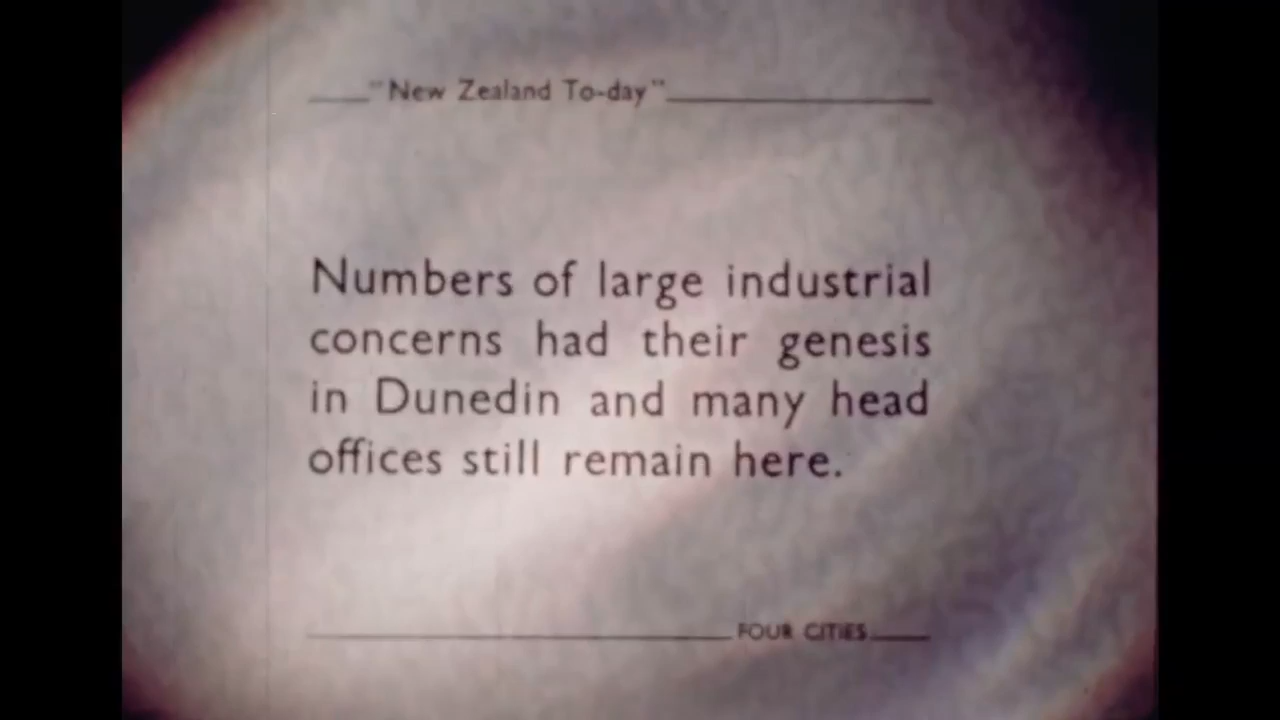 "New Zealand To-day"
Numbers of large industrial
concerns had their genesis
in Dunedin and many head
offices still remain here.
FOUR CITIES